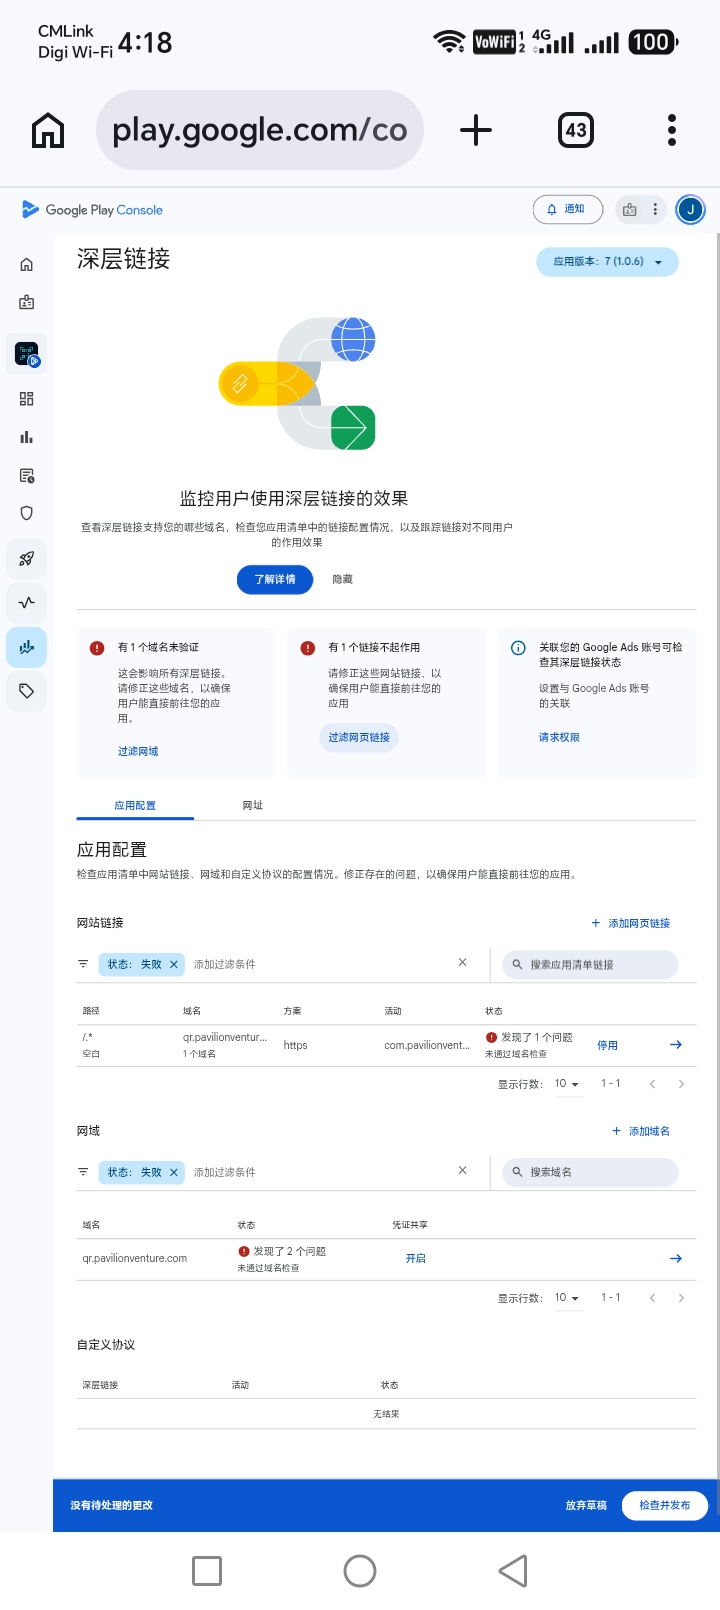 CMLink
Digi Wi-Fi
4:18
VoWiFi
1
2
4G
100
play.google.com/co
43
Google Play Console
通知
J
深层链接
应用版本：7 (1.0.6)
监控用户使用深层链接的效果
查看深层链接支持您的哪些域名，检查您应用清单中的链接配置情况，以及跟踪链接对不同用户
的作用效果
了解详情
隐藏
有 1 个域名未验证
这会影响所有深层链接。
请修正这些域名，以确保
用户能直接前往您的应
用。
过滤网域
有 1 个链接不起作用
请修正这些网站链接，以
确保用户能直接前往您的
应用
过滤网页链接
关联您的 Google Ads 账号可检
查其深层链接状态
设置与 Google Ads 账号
的关联
请求权限
应用配置
网址
应用配置
检查应用清单中网站链接、网域和自定义协议的配置情况。修正存在的问题，以确保用户能直接前往您的应用。
网站链接
+ 添加网页链接
状态： 失败
添加过滤条件
搜索应用清单链接
路径
域名
方案
活动
状态
/.*
空白
qr.pavilionventur...
1 个域名
https
com.pavilionvent...
发现了 1 个问题
未通过域名检查
停用
显示行数：
10
1 - 1
网域
+ 添加域名
状态： 失败
添加过滤条件
搜索域名
域名
状态
凭证共享
qr.pavilionventure.com
发现了 2 个问题
未通过域名检查
开启
显示行数：
10
1 - 1
自定义协议
深层链接
活动
状态
无结果
没有待处理的更改
放弃草稿
检查并发布